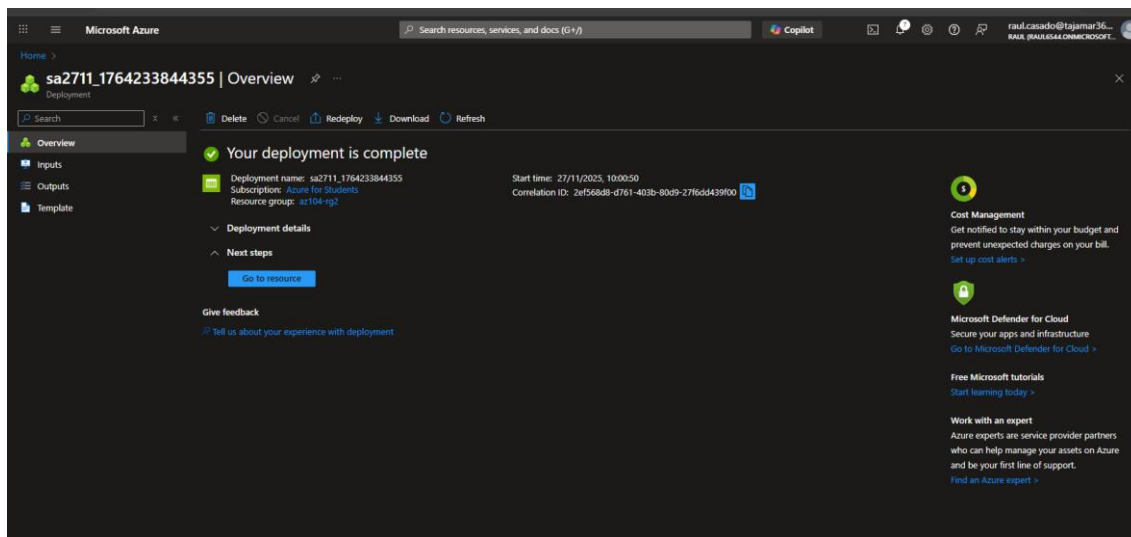 Microsoft Azure
Search resources, services, and docs (G+/)
Copilot
raul.casado@tajamar36...
RAUL (RAUL6544.ONMICROSOFT...
Home >
sa2711_1764233844355 | Overview
Deployment
Search
Delete Cancel Redeploy Download Refresh
Overview
Inputs
Outputs
Template
Your deployment is complete
Deployment name: sa2711_1764233844355
Subscription: Azure for Students
Resource group: az104-rg2
Start time: 27/11/2025, 10:00:50
Correlation ID: 2ef568d8-d761-403b-80d9-27f6dd439f00
Deployment details
Next steps
Go to resource
Give feedback
Tell us about your experience with deployment
Cost Management
Get notified to stay within your budget and
prevent unexpected charges on your bill.
Set up cost alerts >
Microsoft Defender for Cloud
Secure your apps and infrastructure
Go to Microsoft Defender for Cloud >
Free Microsoft tutorials
Start learning today >
Work with an expert
Azure experts are service provider partners
who can help manage your assets on Azure
and be your first line of support.
Find an Azure expert >